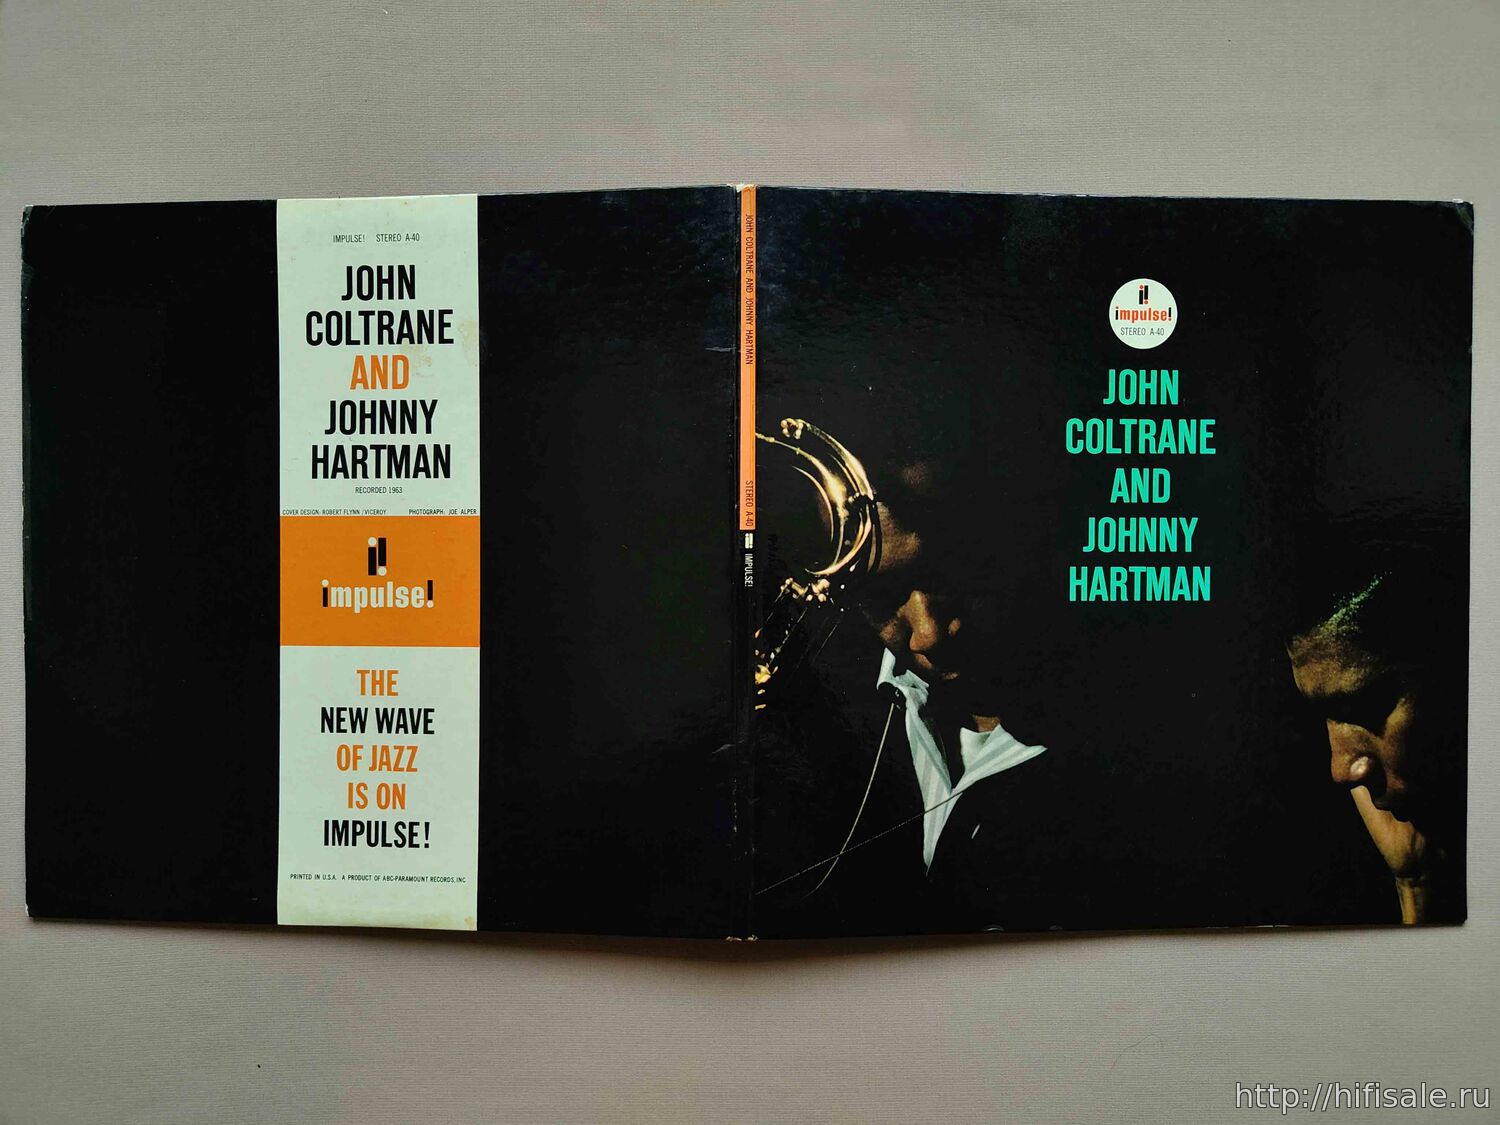 IMPULSE! STEREO A-40
JOHN
COLTRANE
AND
JOHNNY
HARTMAN
RECORDED 1963
COVER DESIGN: ROBERT FLYNN /VICEROY PHOTOGRAPH: JOE ALPER
impulse!
THE
NEW WAVE
OF JAZZ
IS ON
IMPULSE!
PRINTED IN U.S.A. A PRODUCT OF ABC-PARAMOUNT RECORDS, INC
JOHN COLTRANE AND JOHNNY HARTMAN STEREO A-40 IMPULSE!
impulse!
STEREO A-40
JOHN
COLTRANE
AND
JOHNNY
HARTMAN
http://hifisale.ru